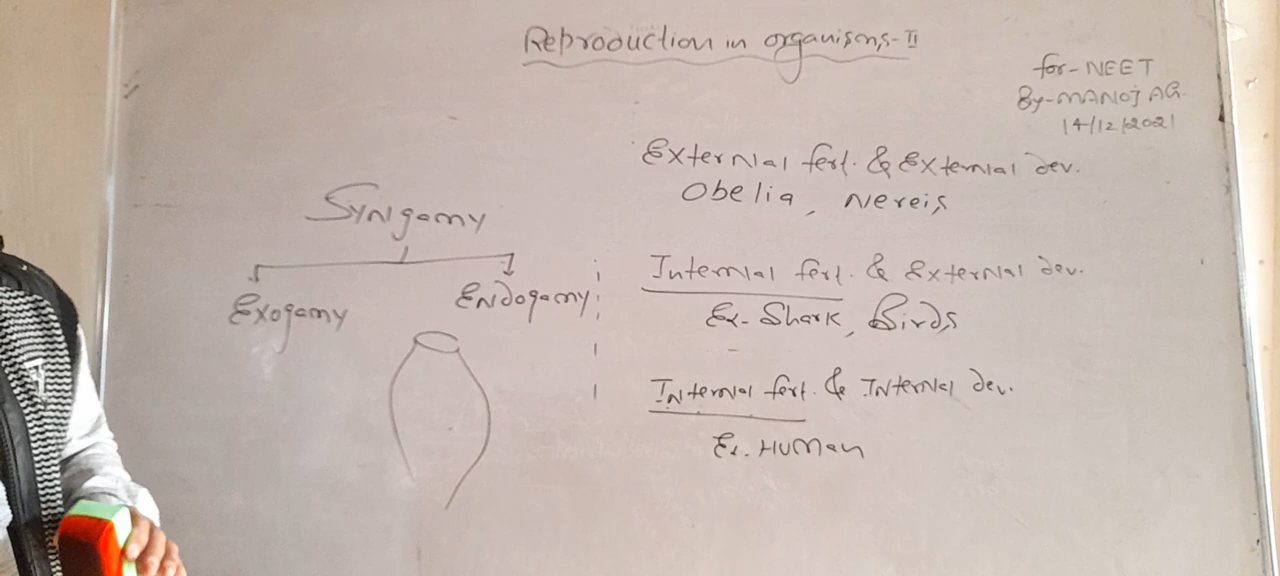 Reproduction in organisms-II
for-NEET
By-MANOJ AG.
14/12/2021
External fert. & External dev.
Obelia, Nereis
Syngamy
Exogamy
Endogamy
Internal fert. & External dev.
Ex- Shark, Birds
Internal fert. & Internal dev.
Ex. Human